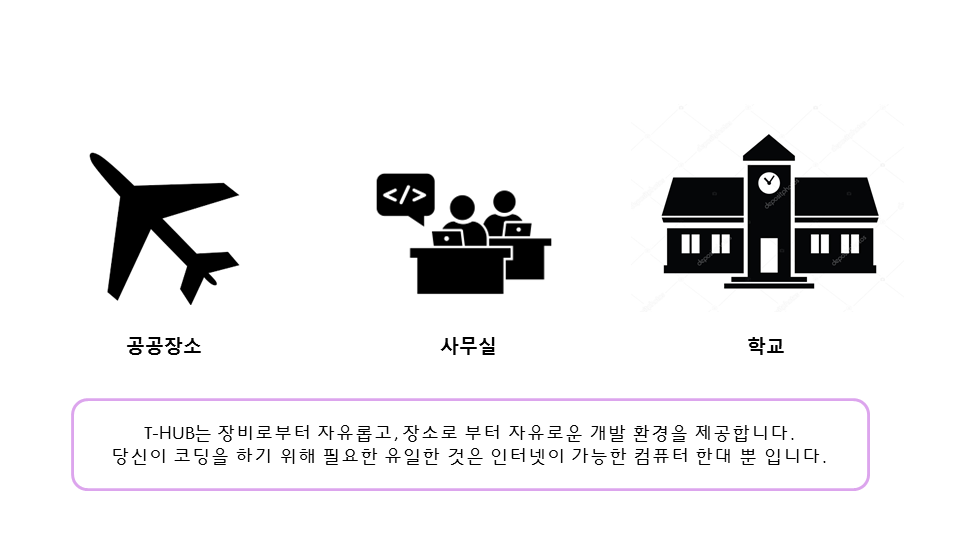 </>
공공장소
사무실
학교
T-HUB는 장비로부터 자유롭고, 장소로 부터 자유로운 개발 환경을 제공합니다.
당신이 코딩을 하기 위해 필요한 유일한 것은 인터넷이 가능한 컴퓨터 한대 뿐 입니다.